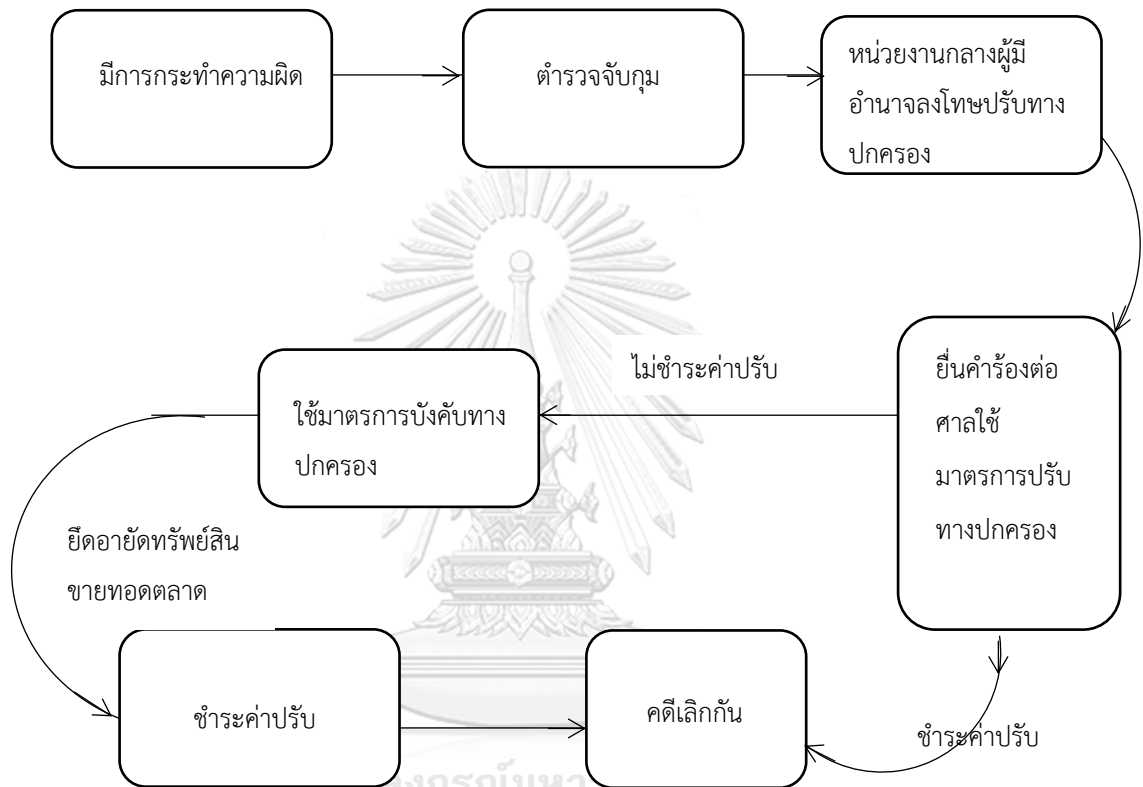 มีการกระทำความผิด
ตำรวจจับกุม
หน่วยงานกลางผู้มี
อำนาจลงโทษปรับทาง
ปกครอง
ยื่นคำร้องต่อ
ศาลใช้
มาตรการปรับ
ทางปกครอง
ไม่ชำระค่าปรับ
ใช้มาตรการบังคับทาง
ปกครอง
ยึดอายัดทรัพย์สิน
ขายทอดตลาด
ชำระค่าปรับ
คดีเลิกกัน
ชำระค่าปรับ